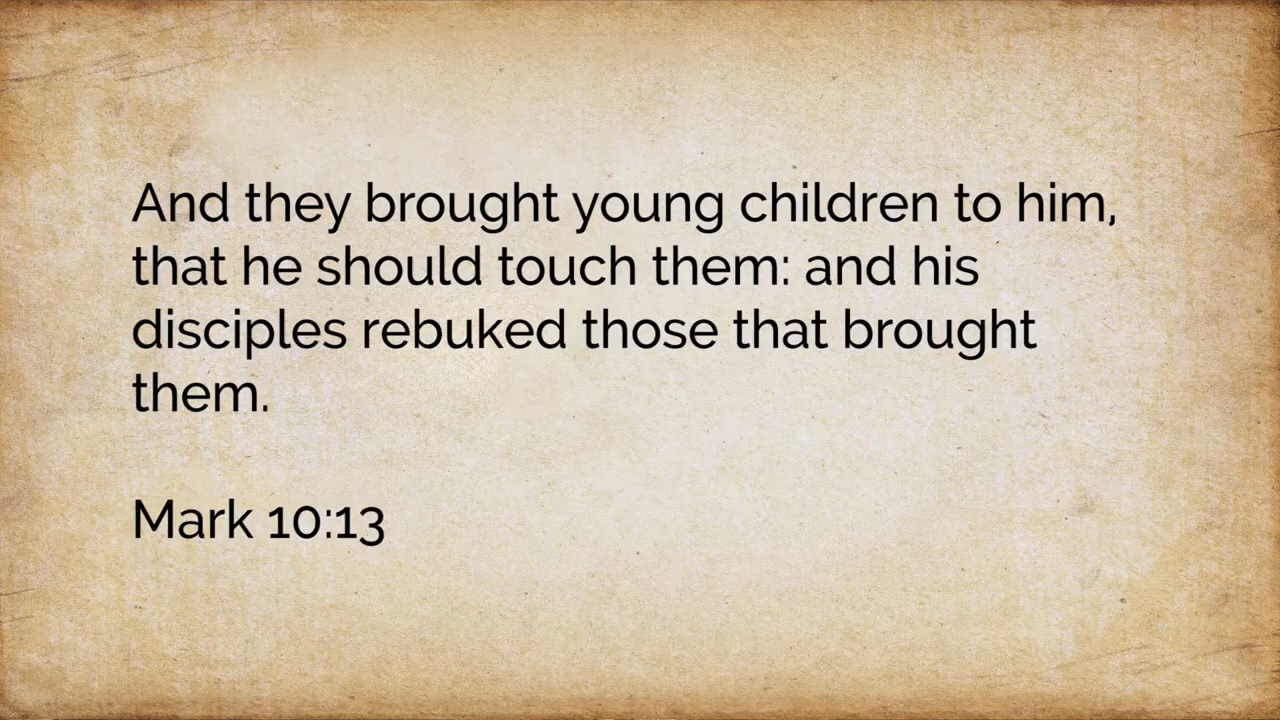 And they brought young children to him,
that he should touch them: and his
disciples rebuked those that brought
them.
Mark 10:13